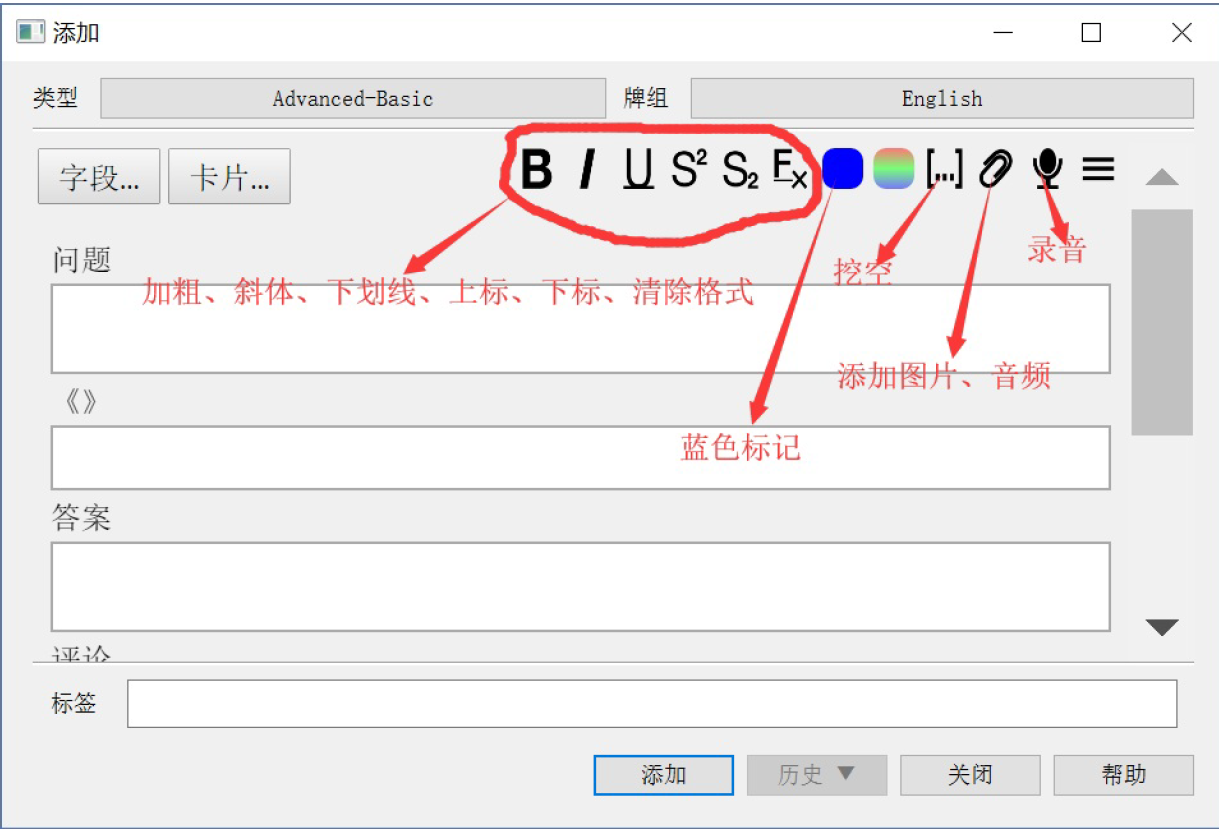 添加
类型 Advanced-Basic 牌组 English
字段... 卡片... B I U S² S₂ Fx [...]
录音
问题
挖空
加粗、斜体、下划线、上标、下标、清除格式
添加图片、音频
《》
蓝色标记
答案
评论
标签
添加 历史 关闭 帮助